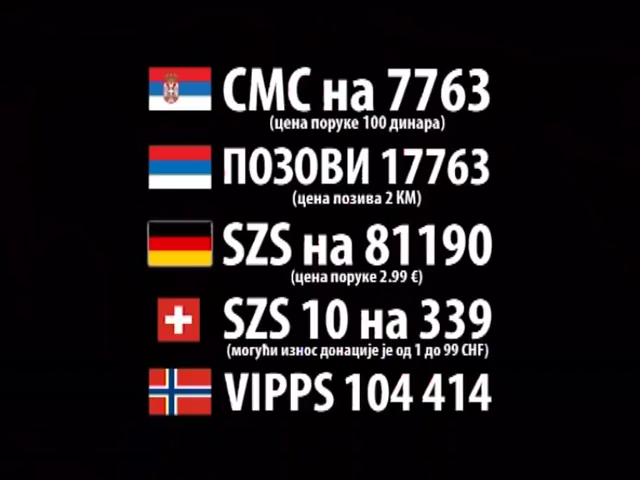 СМС на 7763
(цена поруке 100 динара)
ПОЗОВИ 17763
(цена позива 2 КМ)
SZS на 81190
(цена поруке 2.99 €)
SZS 10 на 339
(могући износ донације је од 1 до 99 CHF)
VIPPS 104 414